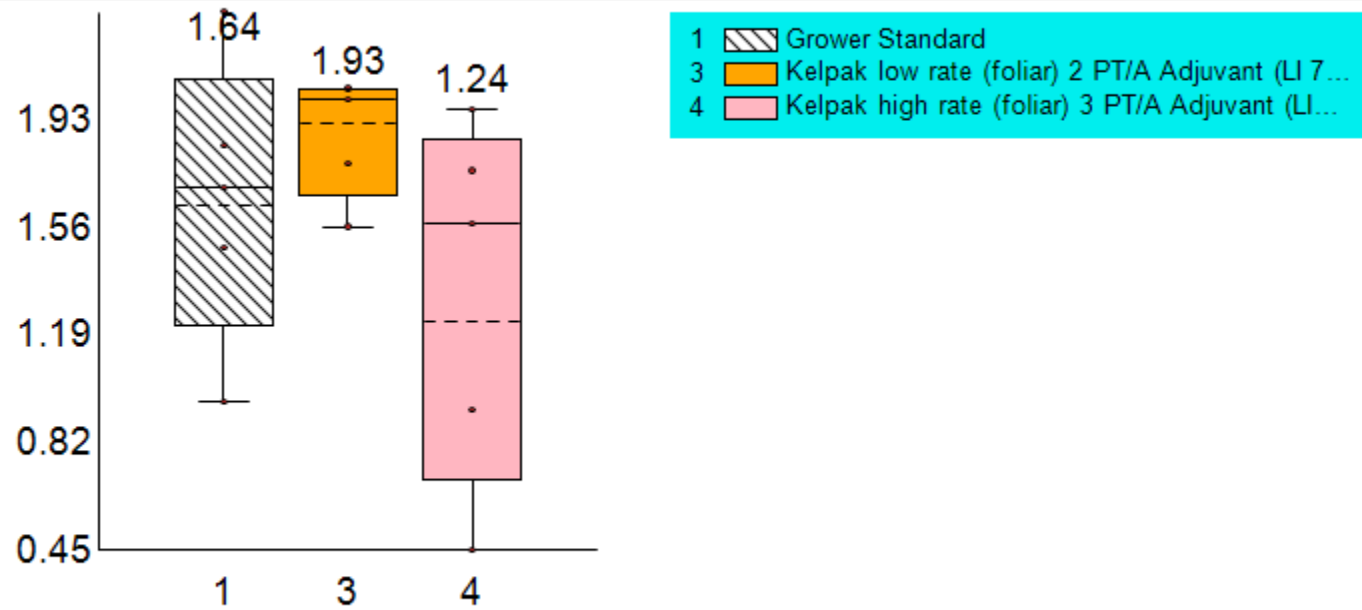 1.64
1.93
1.24
1.93
1.56
1.19
0.82
0.45
1 3 4
1 Grower Standard
3 Kelpak low rate (foliar) 2 PT/A Adjuvant (LI 7...
4 Kelpak high rate (foliar) 3 PT/A Adjuvant (LI...